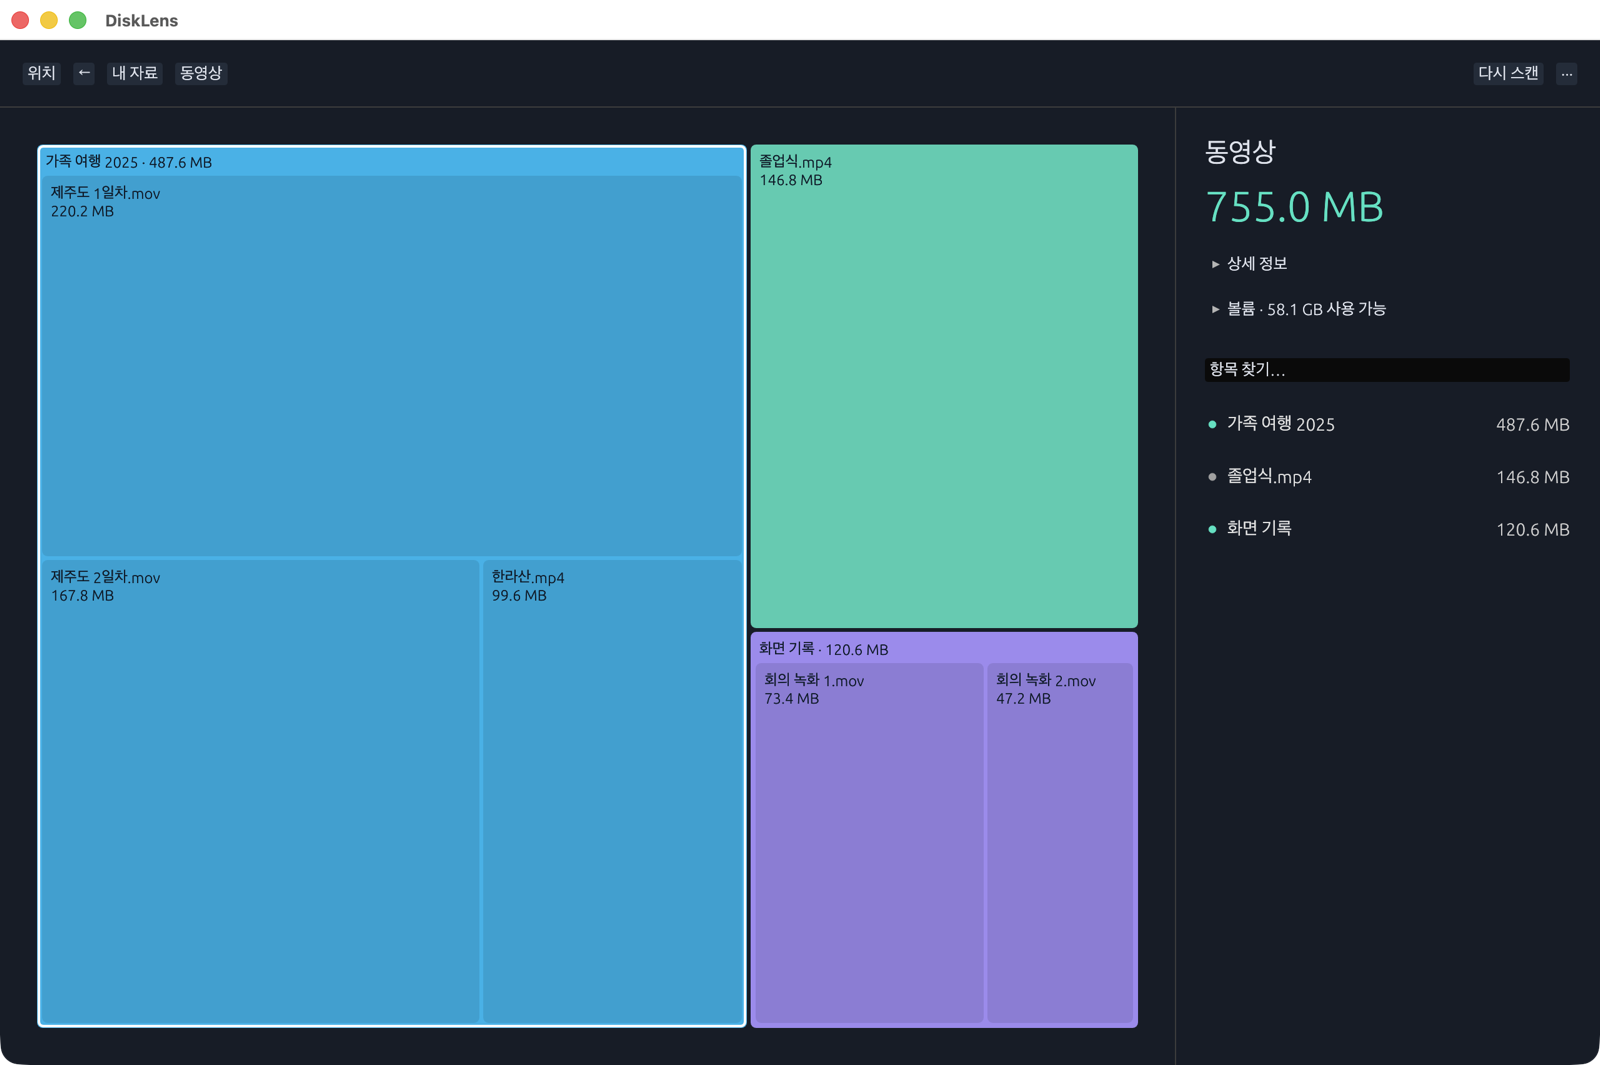 DiskLens
위치 ← 내 자료 동영상 다시 스캔 ...
가족 여행 2025 · 487.6 MB
제주도 1일차.mov
220.2 MB
제주도 2일차.mov
167.8 MB
한라산.mp4
99.6 MB
졸업식.mp4
146.8 MB
화면 기록 · 120.6 MB
회의 녹화 1.mov
73.4 MB
회의 녹화 2.mov
47.2 MB
동영상
755.0 MB
▸ 상세 정보
▸ 볼륨 · 58.1 GB 사용 가능
항목 찾기...
가족 여행 2025 487.6 MB
졸업식.mp4 146.8 MB
화면 기록 120.6 MB